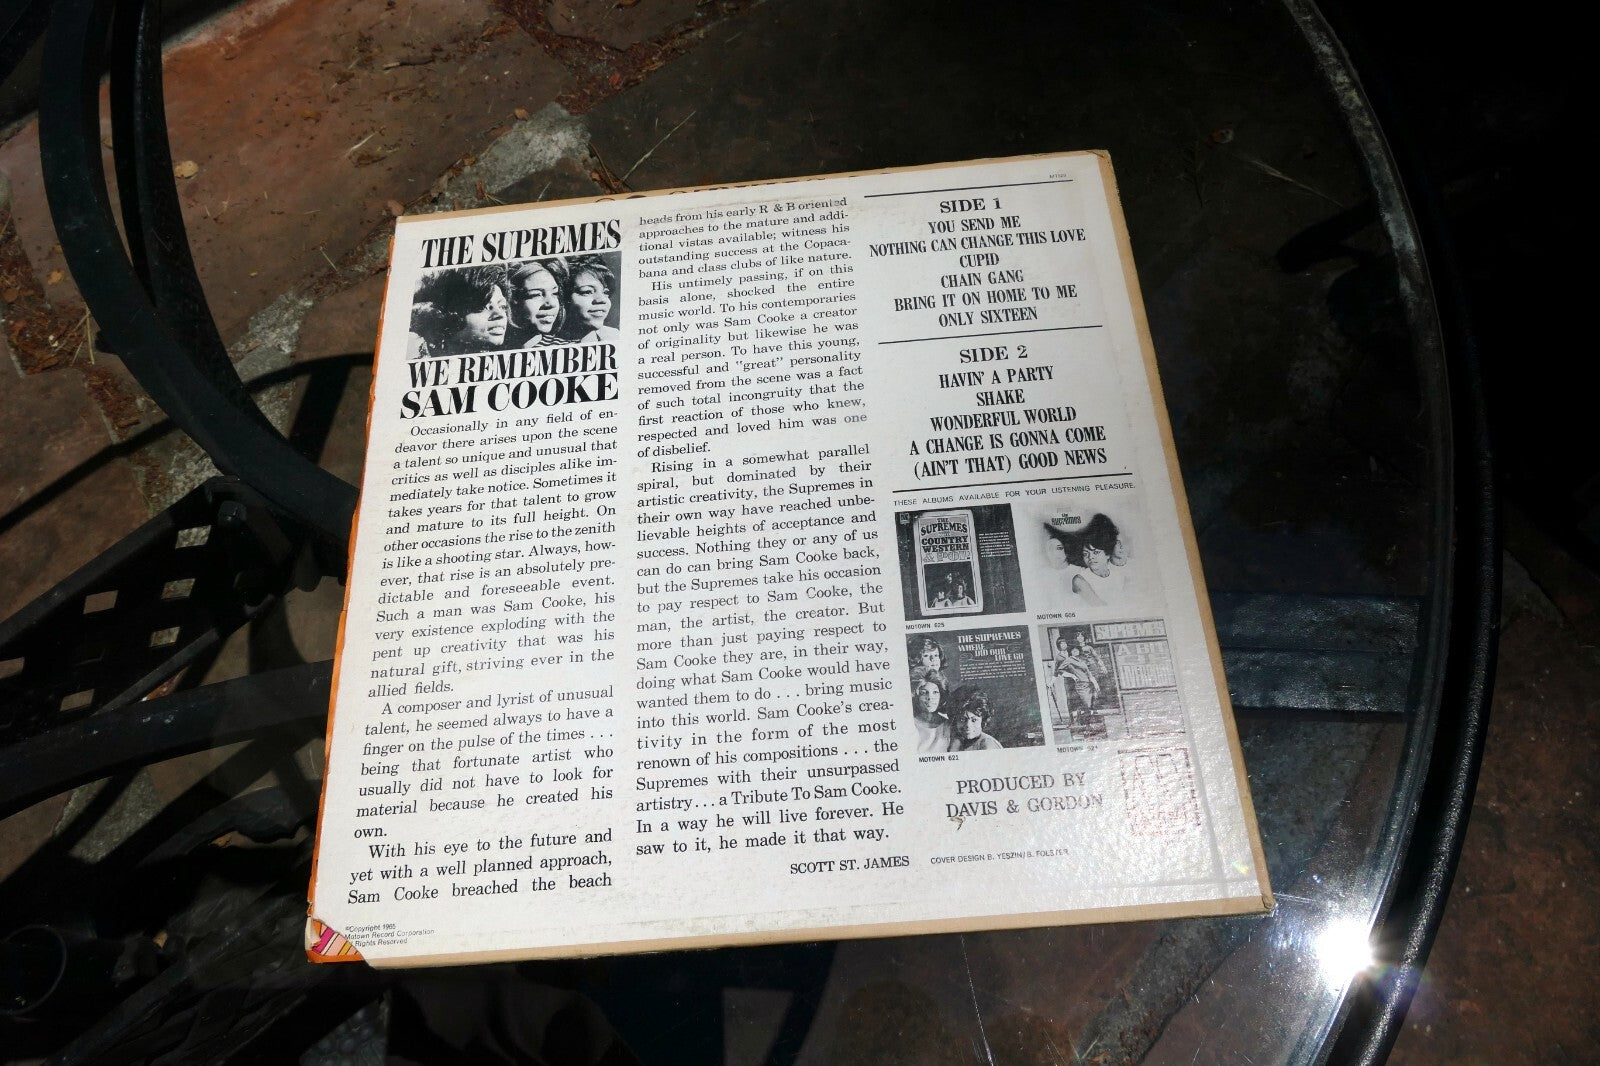 THE SUPREMES
WE REMEMBER
SAM COOKE
Occasionally in any field of en-
deavor there arises upon the scene
a talent so unique and unusual that
critics as well as disciples alike im-
mediately take notice. Sometimes it
takes years for that talent to grow
and mature to its full height. On
other occasions the rise to the zenith
is like a shooting star. Always, how-
ever, that rise is an absolutely pre-
dictable and foreseeable event.
Such a man was Sam Cooke, his
very existence exploding with the
pent up creativity that was his
natural gift, striving ever in the
allied fields.
A composer and lyrist of unusual
talent, he seemed always to have a
finger on the pulse of the times . . .
being that fortunate artist who
usually did not have to look for
material because he created his
own.
With his eye to the future and
yet with a well planned approach,
Sam Cooke breached the beach
©Copyright 1965
Motown Record Corporation
Rights Reserved
heads from his early R & B oriented
approaches to the mature and addi-
tional vistas available; witness his
outstanding success at the Copaca-
bana and class clubs of like nature.
His untimely passing, if on this
basis alone, shocked the entire
music world. To his contemporaries
not only was Sam Cooke a creator
of originality but likewise he was
a real person. To have this young,
successful and "great" personality
removed from the scene was a fact
of such total incongruity that the
first reaction of those who knew,
respected and loved him was one
of disbelief.
Rising in a somewhat parallel
spiral, but dominated by their
artistic creativity, the Supremes in
their own way have reached unbe-
lievable heights of acceptance and
success. Nothing they or any of us
can do can bring Sam Cooke back,
but the Supremes take his occasion
to pay respect to Sam Cooke, the
man, the artist, the creator. But
more than just paying respect to
Sam Cooke they are, in their way,
doing what Sam Cooke would have
wanted them to do . . . bring music
into this world. Sam Cooke's crea-
tivity in the form of the most
renown of his compositions . . . the
Supremes with their unsurpassed
artistry . . . a Tribute To Sam Cooke.
In a way he will live forever. He
saw to it, he made it that way.
SCOTT ST. JAMES
SIDE 1
YOU SEND ME
NOTHING CAN CHANGE THIS LOVE
CUPID
CHAIN GANG
BRING IT ON HOME TO ME
ONLY SIXTEEN
SIDE 2
HAVIN' A PARTY
SHAKE
WONDERFUL WORLD
A CHANGE IS GONNA COME
(AIN'T THAT) GOOD NEWS
THESE ALBUMS AVAILABLE FOR YOUR LISTENING PLEASURE.
THE
SUPREMES
COUNTRY
WESTERN
& POP
the
Supremes
MOTOWN 625
MOTOWN 606
THE SUPREMES
WHERE
DID OUR
LOVE GO
SUPREMES
A BIT
MOTOWN 621
MOTOWN
PRODUCED BY
DAVIS & GORDON
COVER DESIGN B. YESZIN/B. FOLSTER